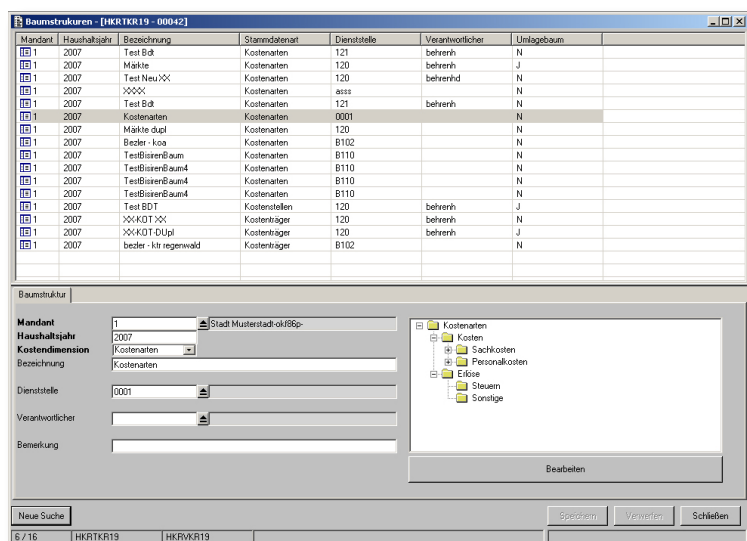 Baumstrukuren - [HKRTKR19 - 00042]
Mandant Haushaltsjahr Bezeichnung Stammdatenart Dienststelle Verantwortlicher Umlagebaum
1 2007 Test Bdt Kostenarten 121 behrenh N
1 2007 Märkte Kostenarten 120 behrenh J
1 2007 Test Neu XX Kostenarten 120 behrenhd N
1 2007 XXXX Kostenarten asss N
1 2007 Test Bdt Kostenarten 121 behrenh N
1 2007 Kostenarten Kostenarten 0001 N
1 2007 Märkte dupl Kostenarten 120 N
1 2007 Bezler - koa Kostenarten B102 N
1 2007 TestBisirenBaum Kostenarten B110 N
1 2007 TestBisirenBaum4 Kostenarten B110 N
1 2007 TestBisirenBaum4 Kostenarten B110 N
1 2007 TestBisirenBaum4 Kostenarten B110 N
1 2007 Test BDT Kostenstellen 120 behrenh J
1 2007 XX-KOT XX Kostenträger 120 behrenh N
1 2007 XX-KOT-DUpl Kostenträger 120 behrenh J
1 2007 bezler - ktr regenwald Kostenträger B102 N
Baumstruktur
Mandant 1 Stadt Musterstadt-okf86p-
Haushaltsjahr 2007
Kostendimension Kostenarten
Bezeichnung Kostenarten
Dienststelle 0001
Verantwortlicher
Bemerkung
Kostenarten
Kosten
Sachkosten
Personalkosten
Erlöse
Steuern
Sonstige
Bearbeiten
Neue Suche Speichern Verwerfen Schließen
6 / 16 HKRTKR19 HKRVKR19